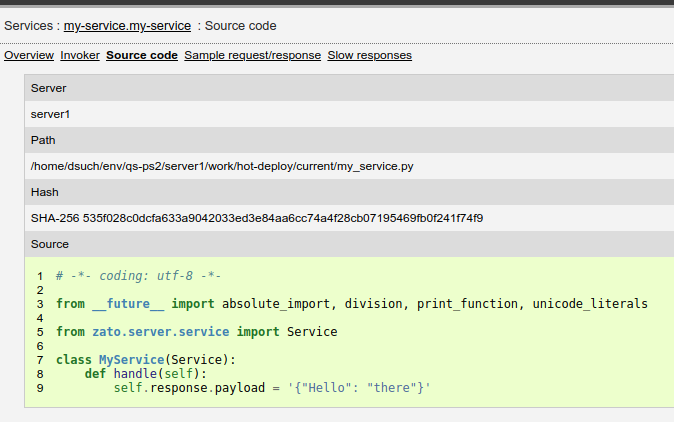 Services : my-service.my-service : Source code
Overview Invoker Source code Sample request/response Slow responses
Server
server1
Path
/home/dsuch/env/qs-ps2/server1/work/hot-deploy/current/my_service.py
Hash
SHA-256 535f028c0dcfa633a9042033ed3e84aa6cc74a4f28cb07195469fb0f241f74f9
Source
1 # -*- coding: utf-8 -*-
2
3 from __future__ import absolute_import, division, print_function, unicode_literals
4
5 from zato.server.service import Service
6
7 class MyService(Service):
8     def handle(self):
9         self.response.payload = '{"Hello": "there"}'